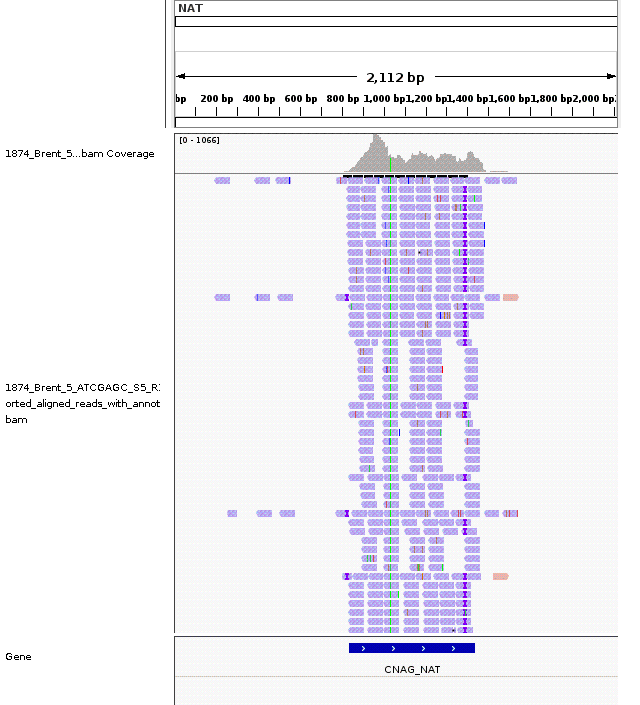 NAT
2,112 bp
bp 200 bp 400 bp 600 bp 800 bp 1,000 bp 1,200 bp 1,400 bp 1,600 bp 1,800 bp 2,000 bp
[0 - 1066]
1874_Brent_5...bam Coverage
1874_Brent_5_ATCGAGC_S5_R
orted_aligned_reads_with_annot
bam
Gene
CNAG_NAT